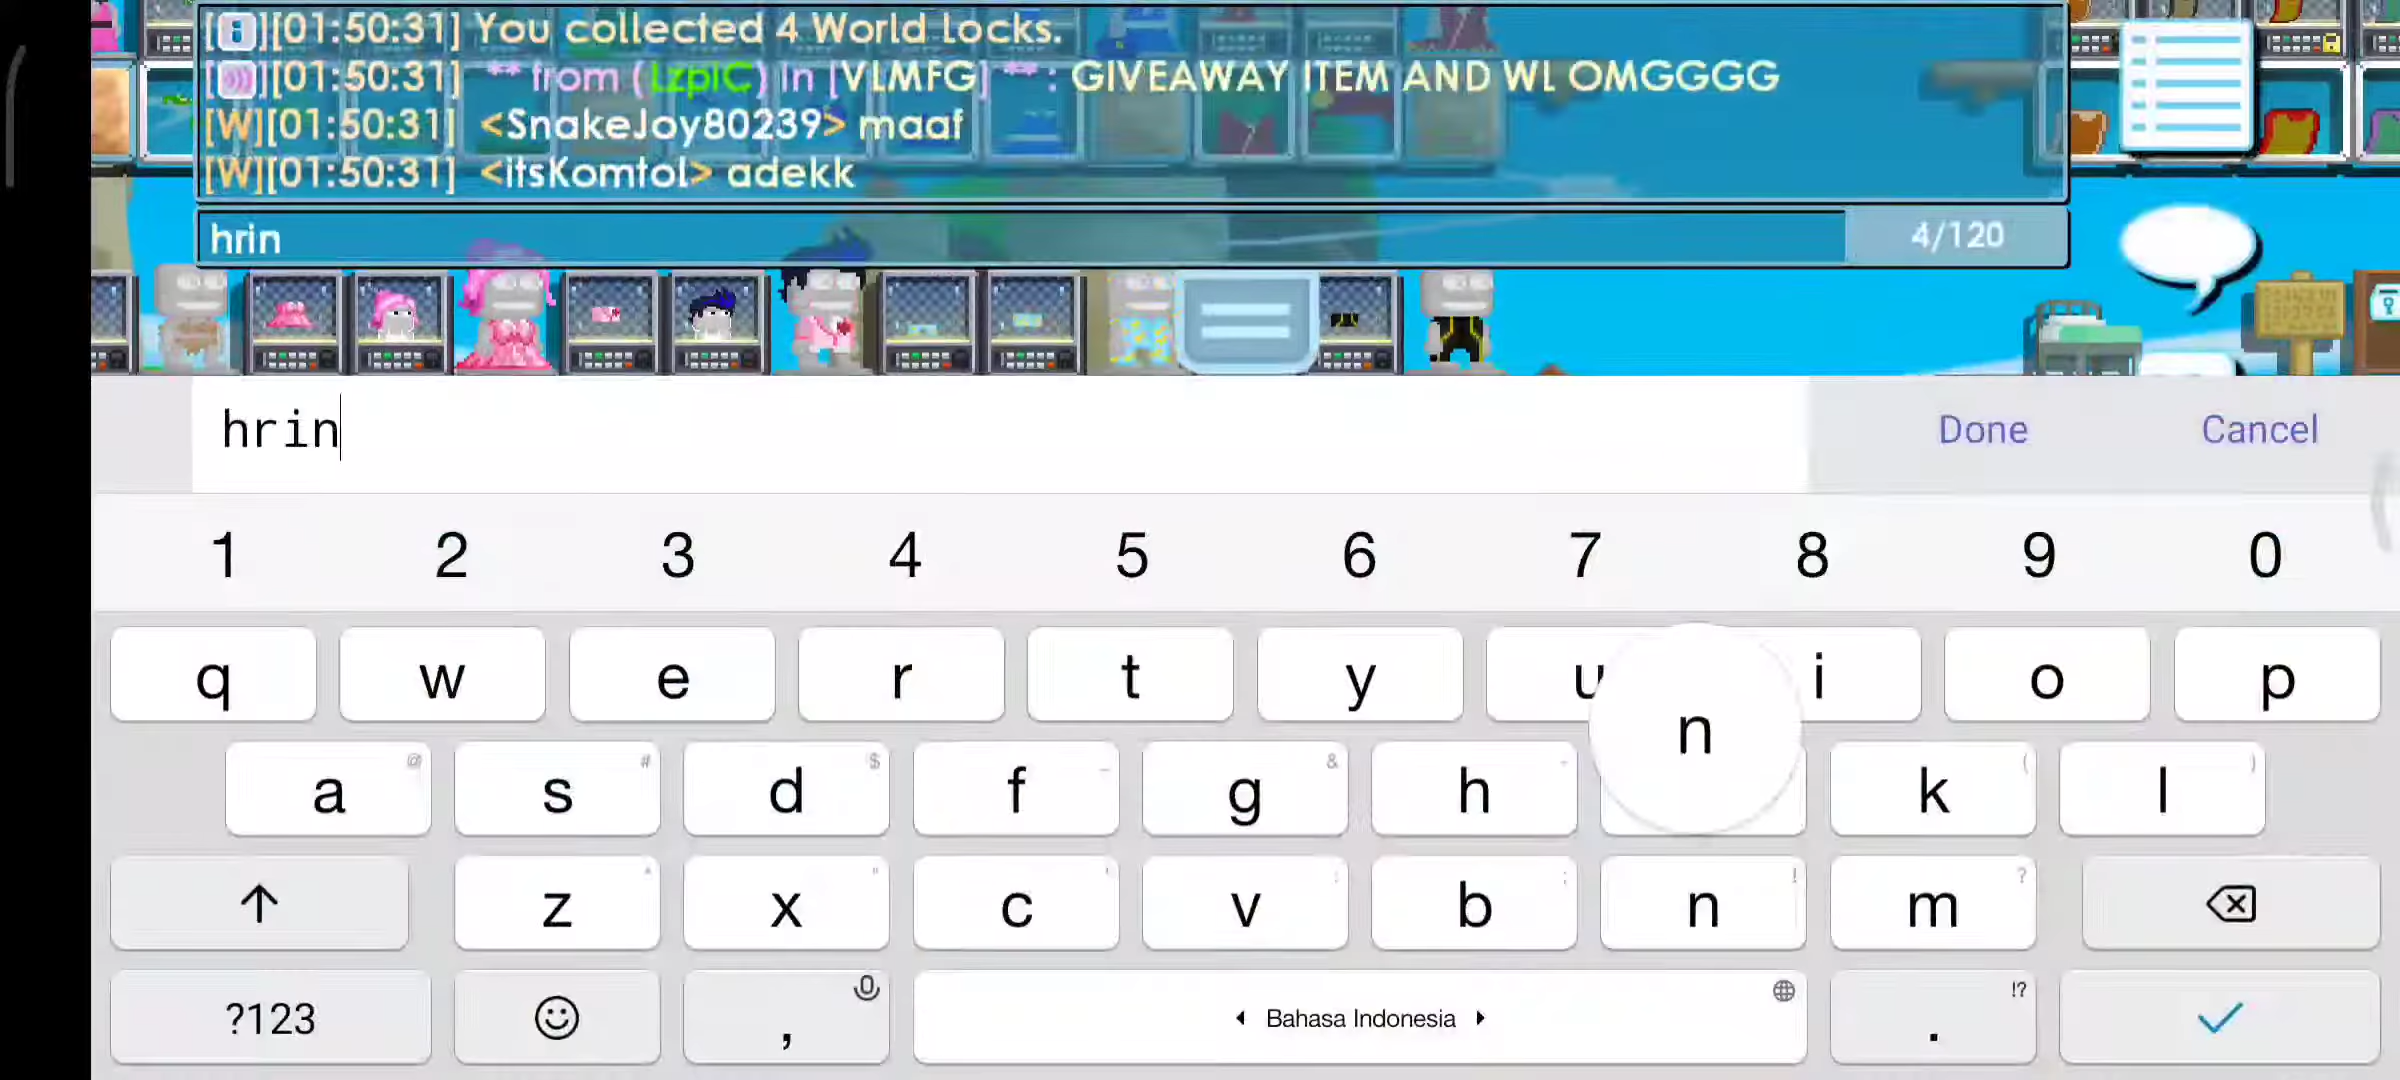 [i][01:50:31] You collected 4 World Locks.
[01:50:31] ** from (LzplC) In [VLMFG] ** : GIVEAWAY ITEM AND WL OMGGGG
[W][01:50:31] <SnakeJoy80239> maaf
[W][01:50:31] <itsKomtol> adekk
hrin 4/120
hrin Done Cancel
1 2 3 4 5 6 7 8 9 0
q w e r t y u i o p
n
a @ s # d $ f _ g & h - k ( l )
z x " c ' v : b ; n ! m ?
?123 , Bahasa Indonesia . !?